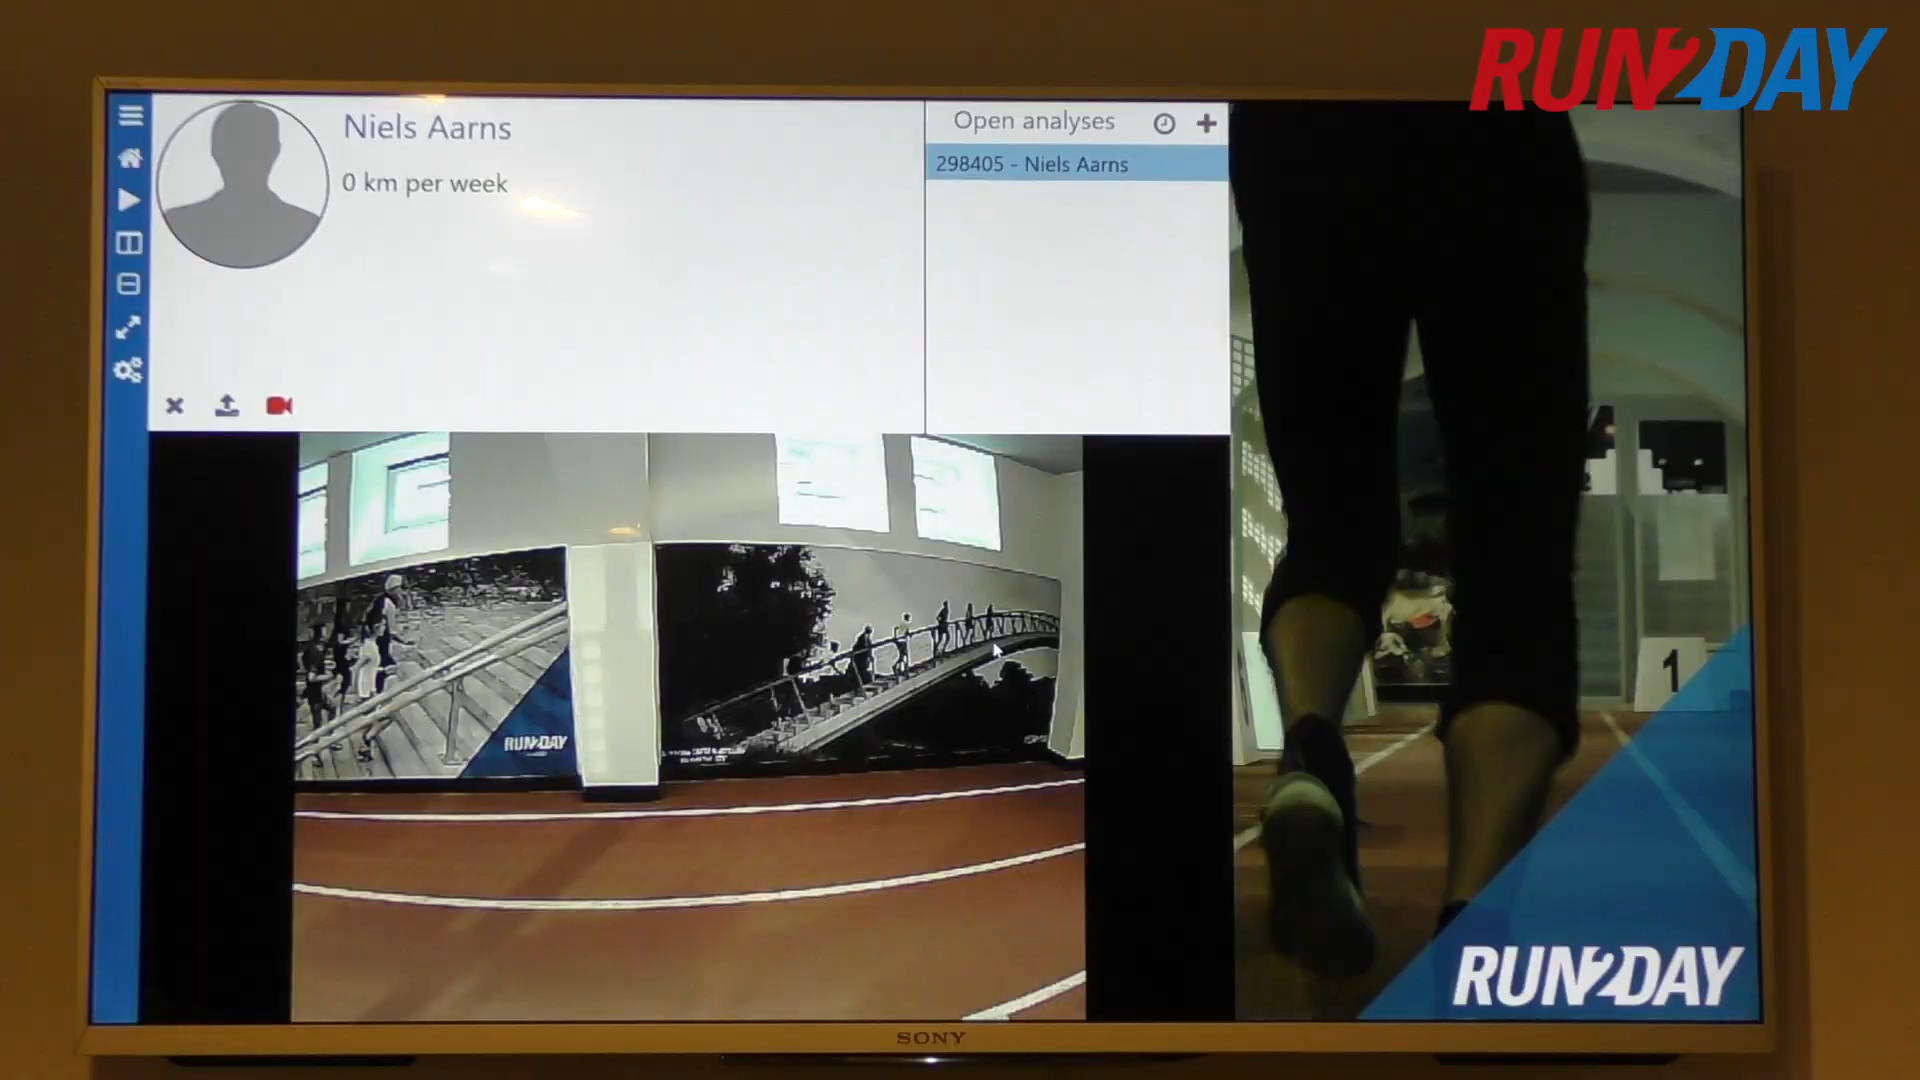 RUN2DAY
Niels Aarns
0 km per week
Open analyses
298405 - Niels Aarns
RUN2DAY
1
RUN2DAY
SONY